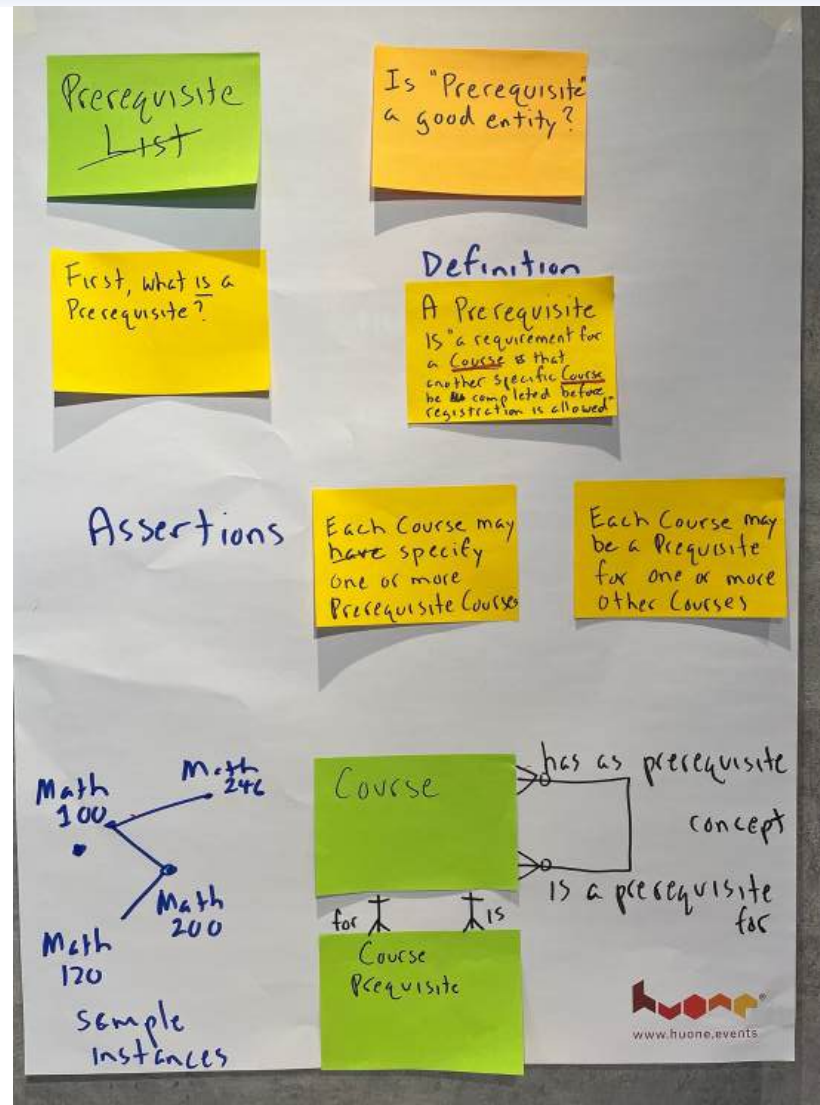 Prerequisite
List
Is "Prerequisite"
a good entity?
First, what is a
Prerequisite?
Definition
A Prerequisite
is "a requirement for
a Course that
another specific Course
be completed before
registration is allowed"
Assertions
Each Course may
have specify
one or more
Prerequisite Courses
Each Course may
be a Prequisite
for one or more
other Courses
Math
100
Math
246
Math
200
Math
120
Sample
instances
Course
has as prerequisite
concept
is a prerequisite
for
for
is
Course
Prequisite
huone
www.huone.events